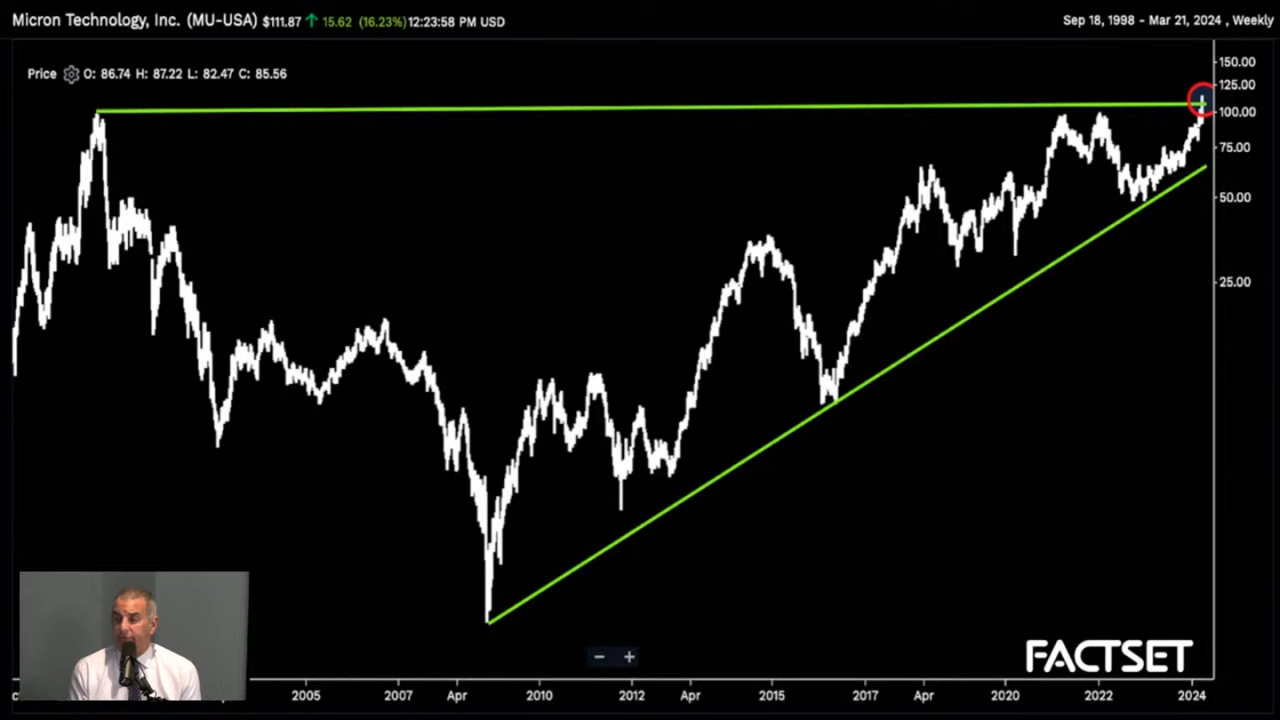 Micron Technology, Inc. (MU-USA) $111.87 ↑ 15.62 (16.23%) 12:23:58 PM USD
Sep 18, 1998 - Mar 21, 2024 , Weekly
Price O: 86.74 H: 87.22 L: 82.47 C: 85.56
150.00
125.00
100.00
75.00
50.00
25.00
FACTSET
− +
2005 2007 Apr 2010 2012 Apr 2015 2017 Apr 2020 2022 2024